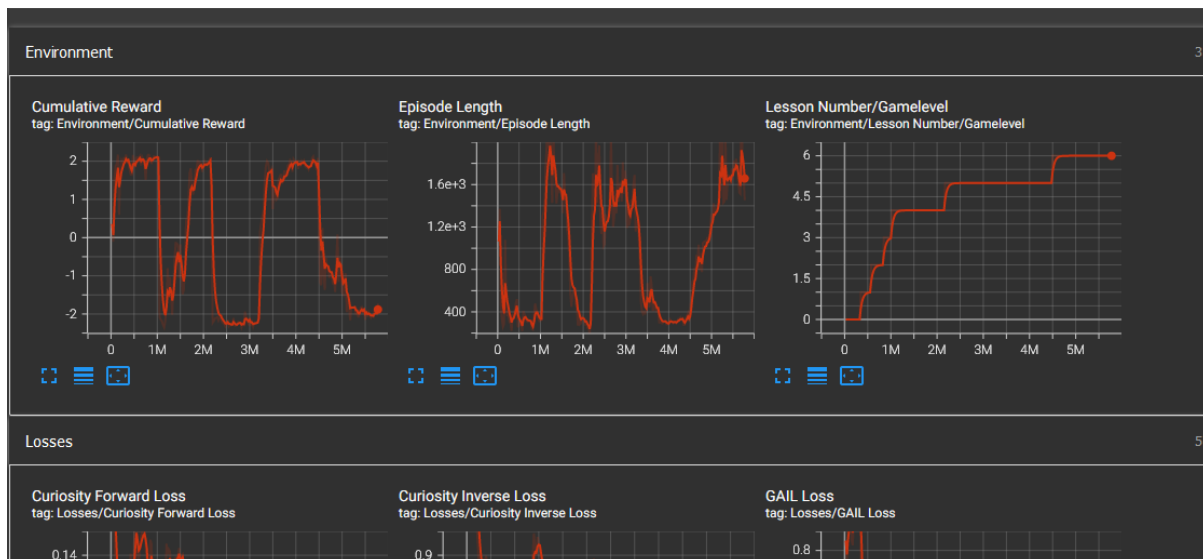 Environment
3
Cumulative Reward
tag: Environment/Cumulative Reward
2
1
0
-1
-2
0 1M 2M 3M 4M 5M
Episode Length
tag: Environment/Episode Length
1.6e+3
1.2e+3
800
400
0 1M 2M 3M 4M 5M
Lesson Number/Gamelevel
tag: Environment/Lesson Number/Gamelevel
6
4.5
3
1.5
0
0 1M 2M 3M 4M 5M
Losses
5
Curiosity Forward Loss
tag: Losses/Curiosity Forward Loss
0.14
Curiosity Inverse Loss
tag: Losses/Curiosity Inverse Loss
0.9
GAIL Loss
tag: Losses/GAIL Loss
0.8